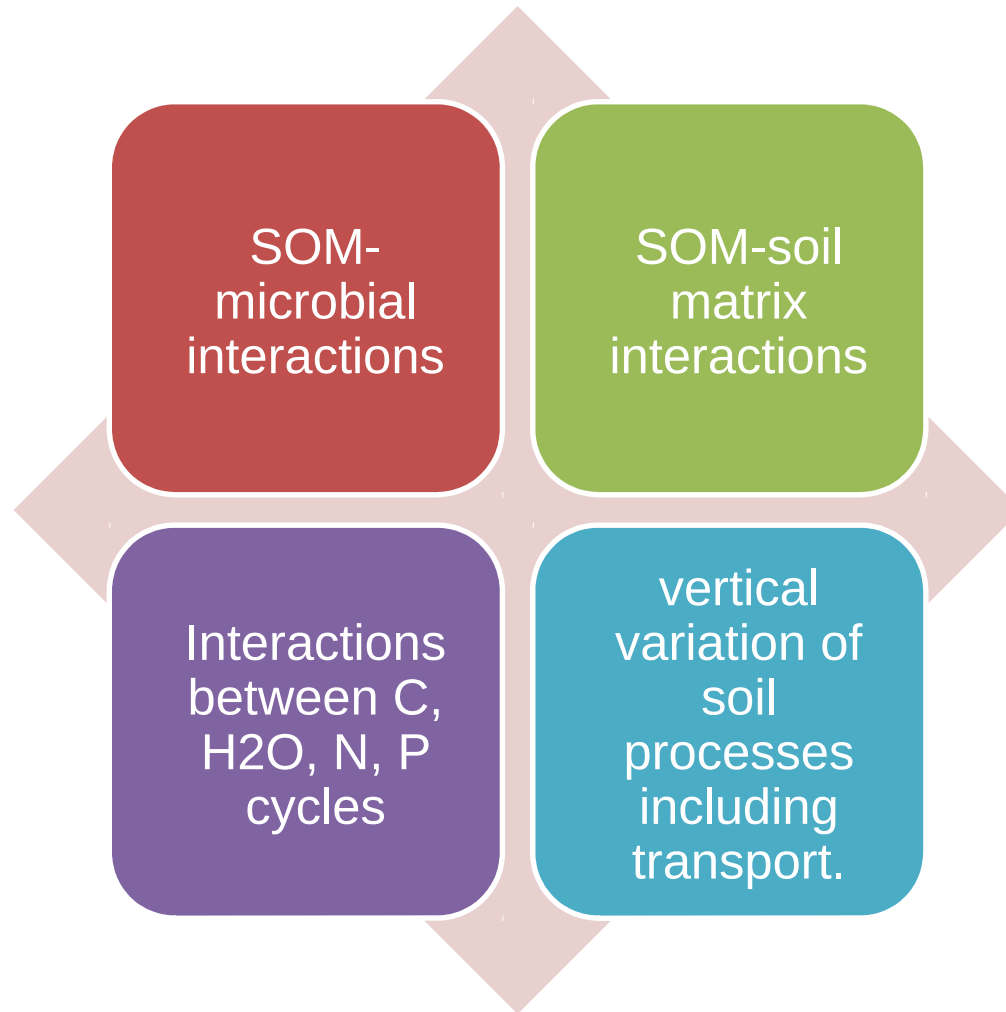 SOM-
microbial
interactions
SOM-soil
matrix
interactions
Interactions
between C,
H2O, N, P
cycles
vertical
variation of
soil
processes
including
transport.